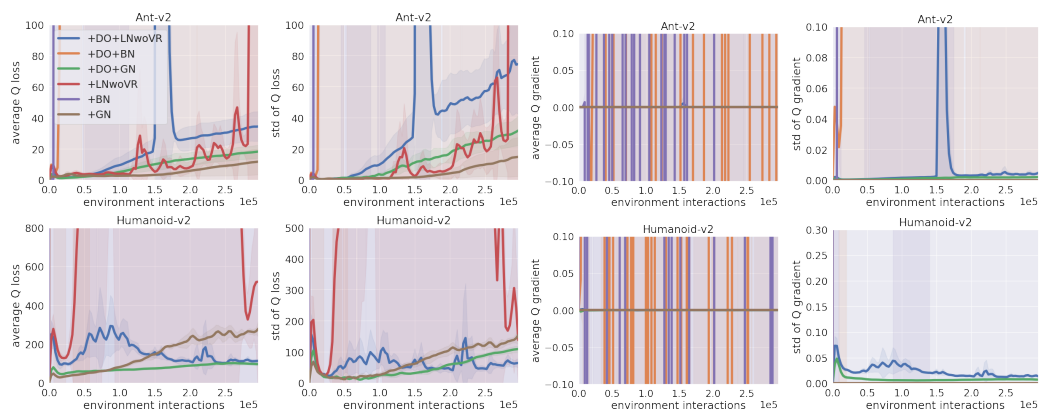 Ant-v2
average Q loss
100
80
60
40
20
0
+DO+LNwoVR
+DO+BN
+DO+GN
+LNwoVR
+BN
+GN
0.0 0.5 1.0 1.5 2.0 2.5
environment interactions 1e5
Ant-v2
std of Q loss
100
80
60
40
20
0
0.0 0.5 1.0 1.5 2.0 2.5
environment interactions 1e5
Ant-v2
average Q gradient
0.10
0.05
0.00
−0.05
−0.10
0.0 0.5 1.0 1.5 2.0 2.5
environment interactions 1e5
Ant-v2
std of Q gradient
0.10
0.08
0.06
0.04
0.02
0.00
0.0 0.5 1.0 1.5 2.0 2.5
environment interactions 1e5
Humanoid-v2
average Q loss
800
600
400
200
0
0.0 0.5 1.0 1.5 2.0 2.5
environment interactions 1e5
Humanoid-v2
std of Q loss
500
400
300
200
100
0
0.0 0.5 1.0 1.5 2.0 2.5
environment interactions 1e5
Humanoid-v2
average Q gradient
0.10
0.05
0.00
−0.05
−0.10
0.0 0.5 1.0 1.5 2.0 2.5
environment interactions 1e5
Humanoid-v2
std of Q gradient
0.30
0.25
0.20
0.15
0.10
0.05
0.00
0.0 0.5 1.0 1.5 2.0 2.5
environment interactions 1e5